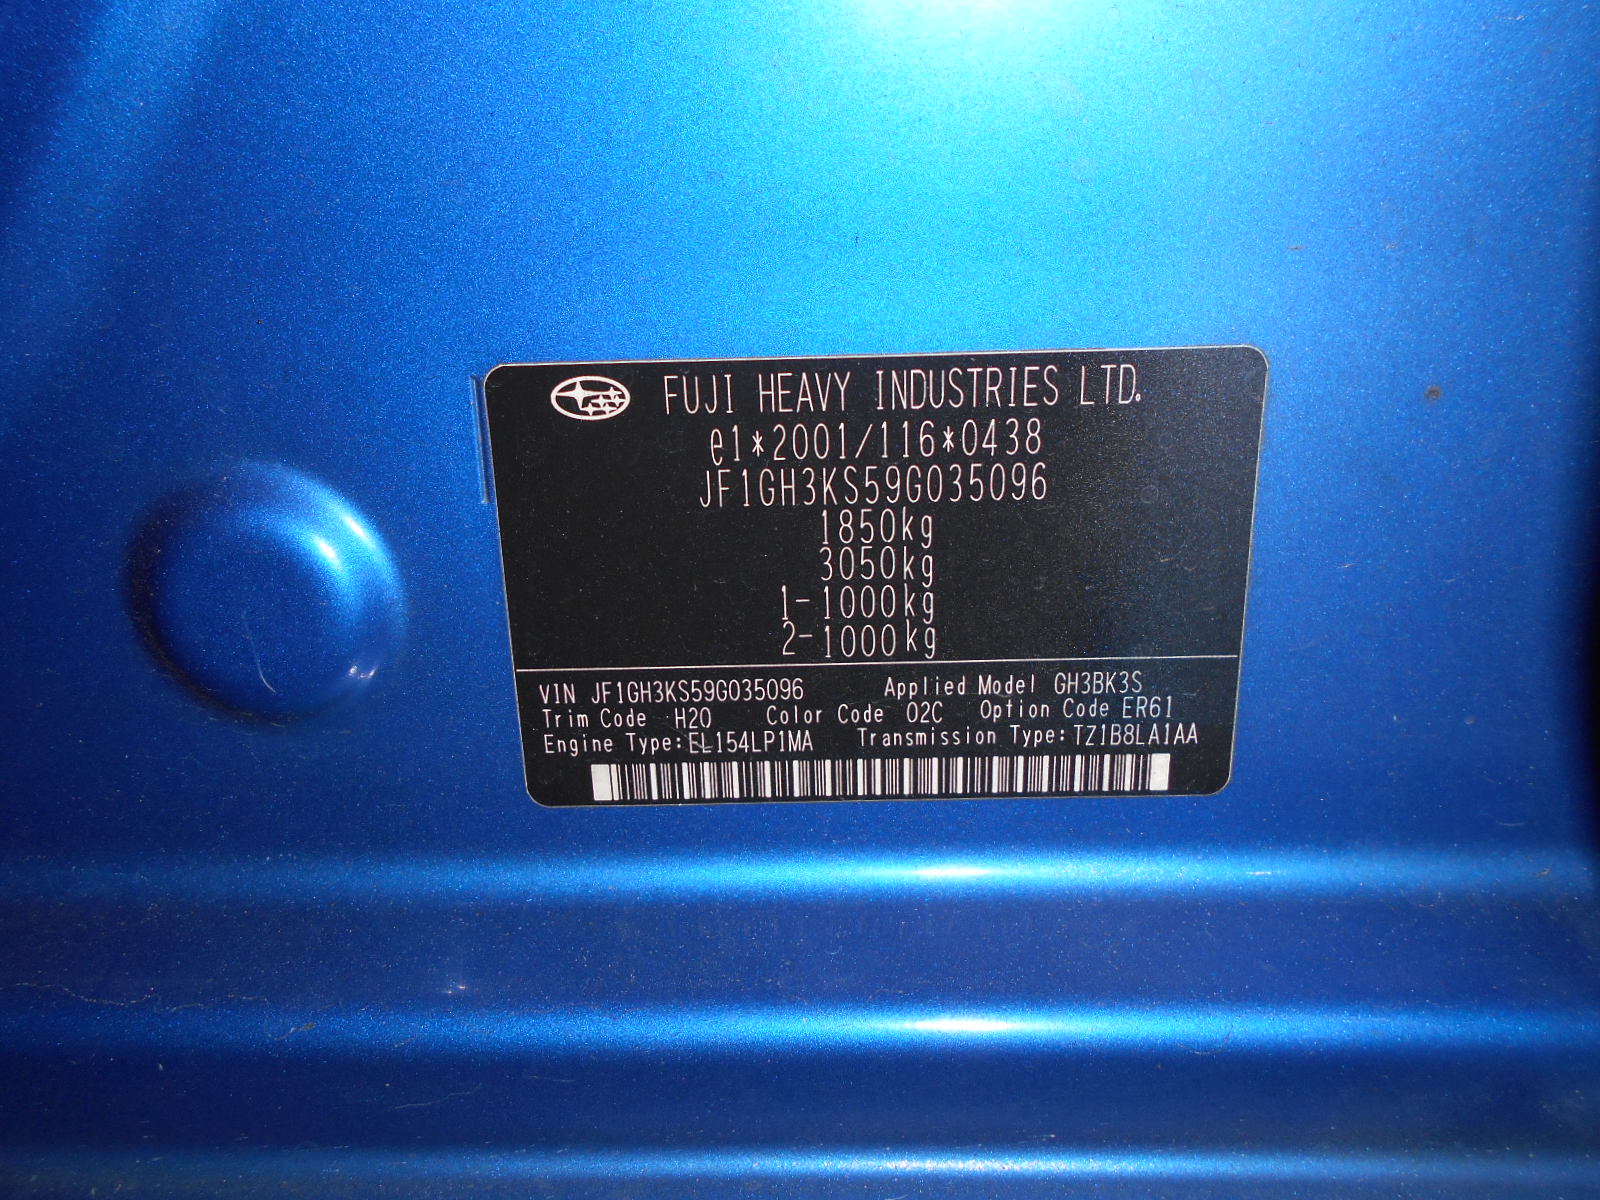 FUJI HEAVY INDUSTRIES LTD.
e1*2001/116*0438
JF1GH3KS59G035096
1850kg
3050kg
1-1000kg
2-1000kg
VIN JF1GH3KS59G035096 Applied Model GH3BK3S
Trim Code H20 Color Code 02C Option Code ER61
Engine Type:EL154LP1MA Transmission Type:TZ1B8LA1AA